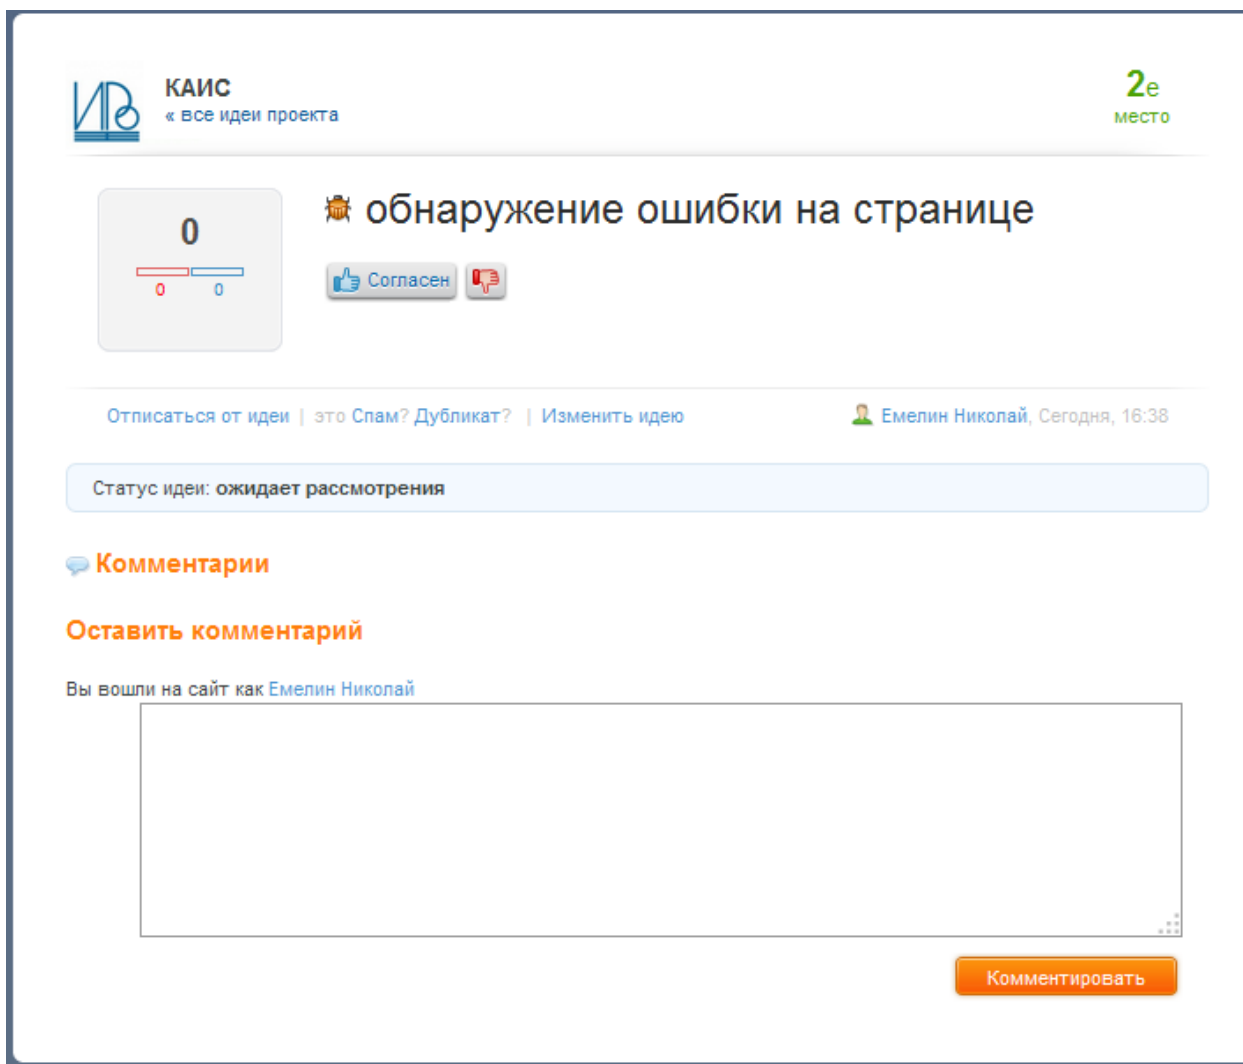 КАИС
« все идеи проекта
2е
место
0
0 0
обнаружение ошибки на странице
Согласен
Отписаться от идеи | это Спам? Дубликат? | Изменить идею
Емелин Николай, Сегодня, 16:38
Статус идеи: ожидает рассмотрения
Комментарии
Оставить комментарий
Вы вошли на сайт как Емелин Николай
Комментировать